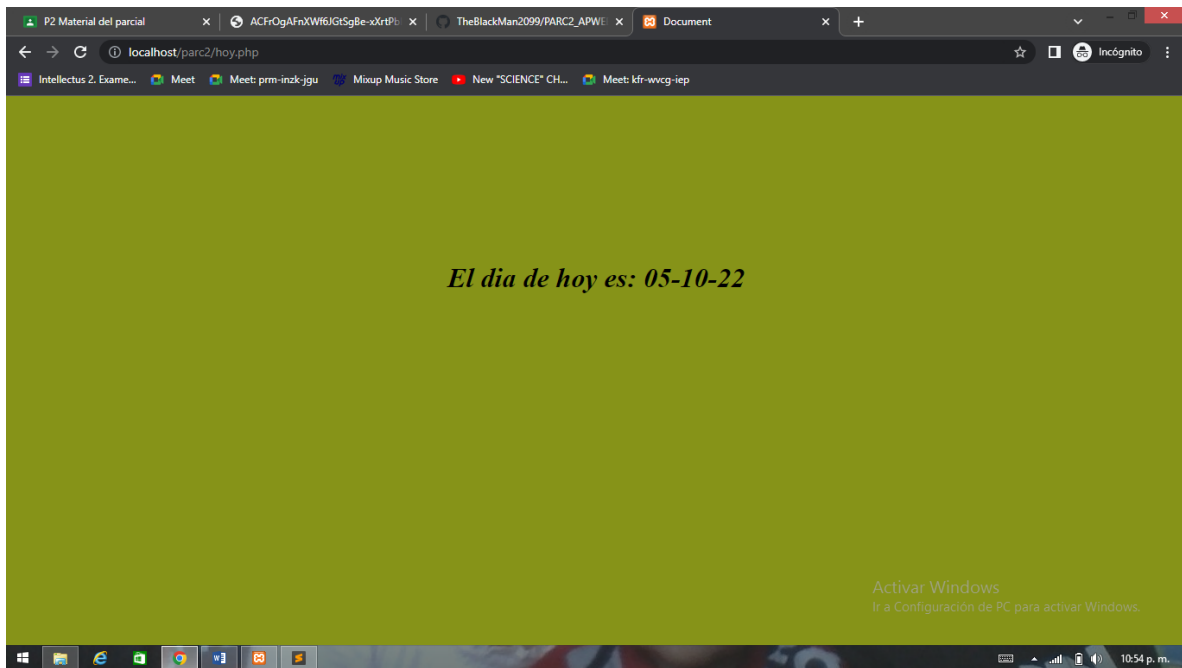 P2 Material del parcial
ACFrOgAFnXWf6JGtSgBe-xXrtPb
TheBlackMan2099/PARC2_APWE
Document
localhost/parc2/hoy.php
Incógnito
Intellectus 2. Exame...
Meet
Meet: prm-inzk-jgu
Mixup Music Store
New "SCIENCE" CH...
Meet: kfr-wvcg-iep
El dia de hoy es: 05-10-22
Activar Windows
Ir a Configuración de PC para activar Windows.
10:54 p. m.